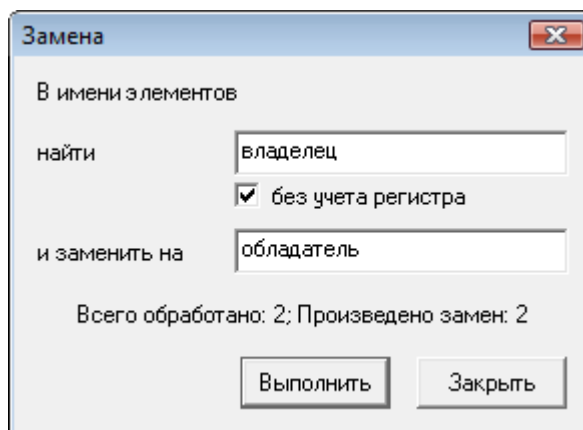 Замена
В имени элементов
найти
владелец
без учета регистра
и заменить на
обладатель
Всего обработано: 2; Произведено замен: 2
Выполнить
Закрыть